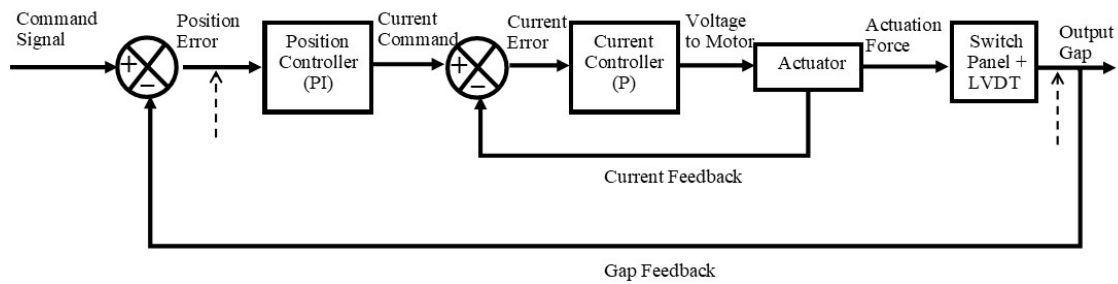 Command
Signal
+
−
Position
Error
Position
Controller
(PI)
Current
Command
+
−
Current
Error
Current
Controller
(P)
Voltage
to Motor
Actuator
Actuation
Force
Switch
Panel +
LVDT
Output
Gap
Current Feedback
Gap Feedback